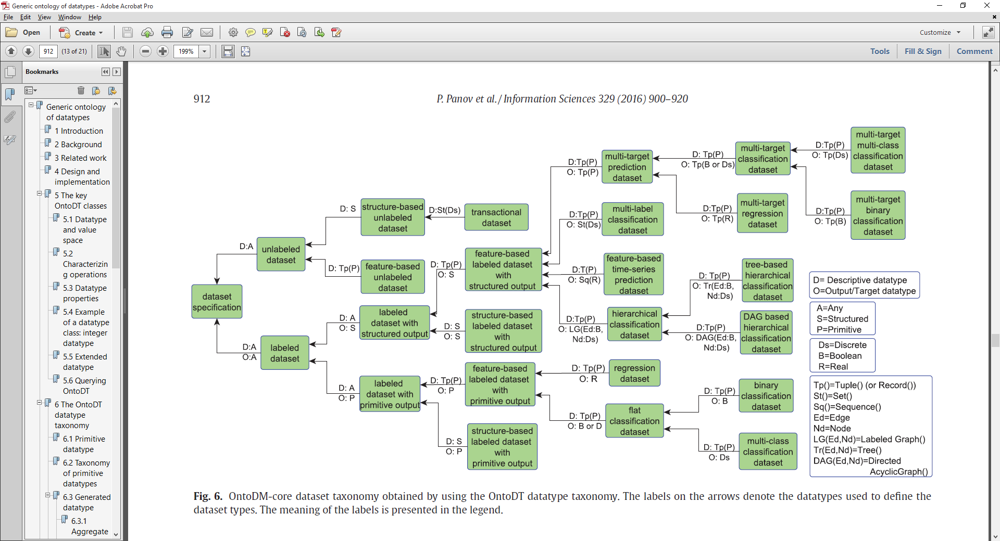 Generic ontology of datatypes - Adobe Acrobat Pro
File Edit View Window Help
Open Create Customize
912 (13 of 21) 199% Tools Fill & Sign Comment
Bookmarks
Generic ontology
of datatypes
1 Introduction
2 Background
3 Related work
4 Design and
implementation
5 The key
OntoDT classes
5.1 Datatype
and value
space
5.2
Characterizin
g operations
5.3 Datatype
properties
5.4 Example
of a datatype
class: integer
datatype
5.5 Extended
datatype
5.6 Querying
OntoDT
6 The OntoDT
datatype
taxonomy
6.1 Primitive
datatype
6.2 Taxonomy
of primitive
datatypes
6.3 Generated
datatype
6.3.1
Aggregate
912
P. Panov et al./Information Sciences 329 (2016) 900–920
dataset
specification
D:A
unlabeled
dataset
D: S
structure-based
unlabeled
dataset
D:St(Ds)
transactional
dataset
D: Tp(P)
feature-based
unlabeled
dataset
D:A
O:A
labeled
dataset
D: A
O: S
labeled
dataset with
structured output
D: Tp(P)
O: S
feature-based
labeled dataset
with
structured output
D: S
O: S
structure-based
labeled dataset
with
structured output
D: A
O: P
labeled
dataset with
primitive output
D: Tp(P)
O: P
feature-based
labeled dataset
with
primitive output
D: S
O: P
structure-based
labeled dataset
with
primitive output
D:Tp(P)
O: Tp(P)
multi-target
prediction
dataset
D: Tp(P)
O: Tp(B or Ds)
multi-target
classification
dataset
D:Tp(P)
O: Tp(Ds)
multi-target
multi-class
classification
dataset
D:Tp(P)
O: Tp(B)
multi-target
binary
classification
dataset
D:Tp(P)
O: Tp(R)
multi-target
regression
dataset
D:Tp(P)
O: St(Ds)
multi-label
classification
dataset
D:T(P)
O: Sq(R)
feature-based
time-series
prediction
dataset
D:Tp(P)
O: LG(Ed:B,
Nd:Ds)
hierarchical
classification
dataset
D: Tp(P)
O: Tr(Ed:B,
Nd:Ds)
tree-based
hierarchical
classification
dataset
D:Tp(P)
O: DAG(Ed:B,
Nd:Ds)
DAG based
hierarchical
classification
dataset
D: Tp(P)
O: R
regression
dataset
D: Tp(P)
O: B or D
flat
classification
dataset
D: Tp(P)
O: B
binary
classification
dataset
D: Tp(P)
O: Ds
multi-class
classification
dataset
D= Descriptive datatype
O=Output/Target datatype
A=Any
S=Structured
P=Primitive
Ds=Discrete
B=Boolean
R=Real
Tp()=Tuple() (or Record())
St()=Set()
Sq()=Sequence()
Ed=Edge
Nd=Node
LG(Ed,Nd)=Labeled Graph()
Tr(Ed,Nd)=Tree()
DAG(Ed,Nd)=Directed
AcyclicGraph()
Fig. 6. OntoDM-core dataset taxonomy obtained by using the OntoDT datatype taxonomy. The labels on the arrows denote the datatypes used to define the
dataset types. The meaning of the labels is presented in the legend.